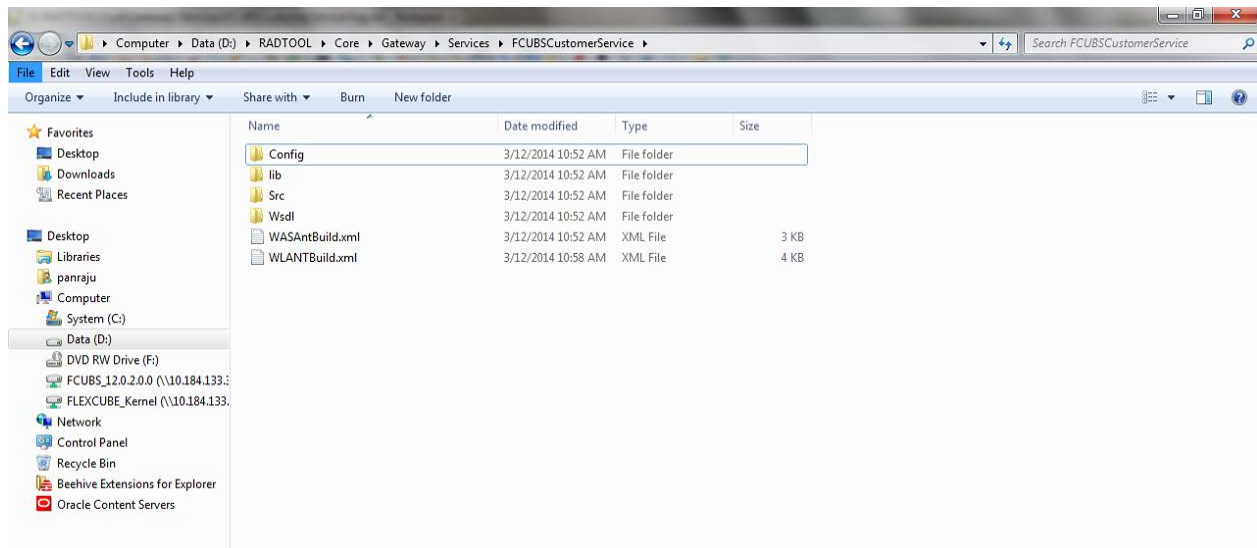 Computer ▸ Data (D:) ▸ RADTOOL ▸ Core ▸ Gateway ▸ Services ▸ FCUBSCustomerService ▸
Search FCUBSCustomerService
File Edit View Tools Help
Organize Include in library Share with Burn New folder
Name Date modified Type Size
Favorites
Desktop
Downloads
Recent Places
Desktop
Libraries
panraju
Computer
System (C:)
Data (D:)
DVD RW Drive (F:)
FCUBS_12.0.2.0.0 (\\10.184.133.3
FLEXCUBE_Kernel (\\10.184.133.
Network
Control Panel
Recycle Bin
Beehive Extensions for Explorer
Oracle Content Servers
Config 3/12/2014 10:52 AM File folder
lib 3/12/2014 10:52 AM File folder
Src 3/12/2014 10:52 AM File folder
Wsdl 3/12/2014 10:52 AM File folder
WASAntBuild.xml 3/12/2014 10:52 AM XML File 3 KB
WLANTBuild.xml 3/12/2014 10:58 AM XML File 4 KB